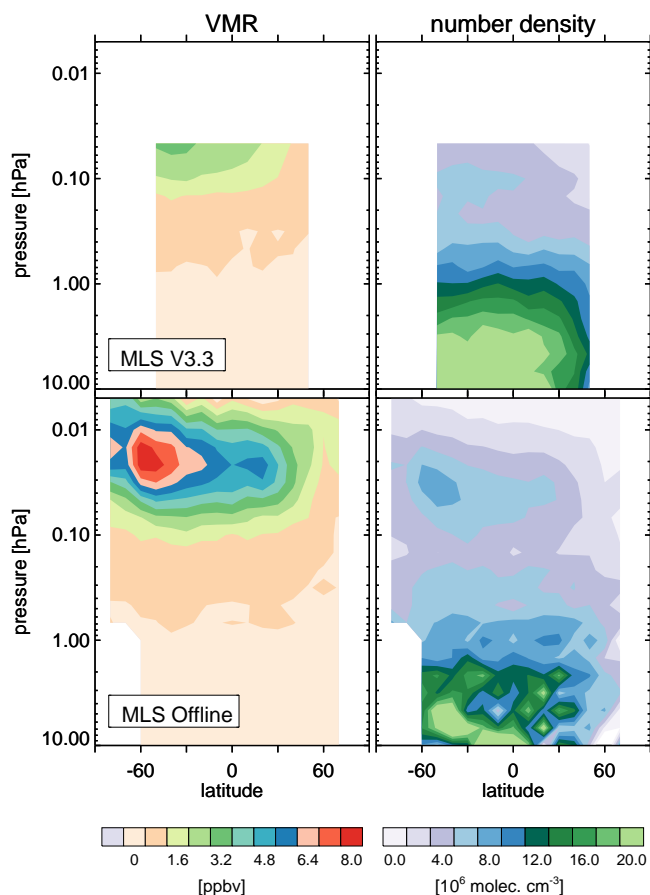 VMR number density
0.01
0.10
1.00
10.00
pressure [hPa]
MLS V3.3
0.01
0.10
1.00
10.00
pressure [hPa]
MLS Offline
-60 0 60 -60 0 60
latitude latitude
0 1.6 3.2 4.8 6.4 8.0 0.0 4.0 8.0 12.0 16.0 20.0
[ppbv] [10⁶ molec. cm⁻³]